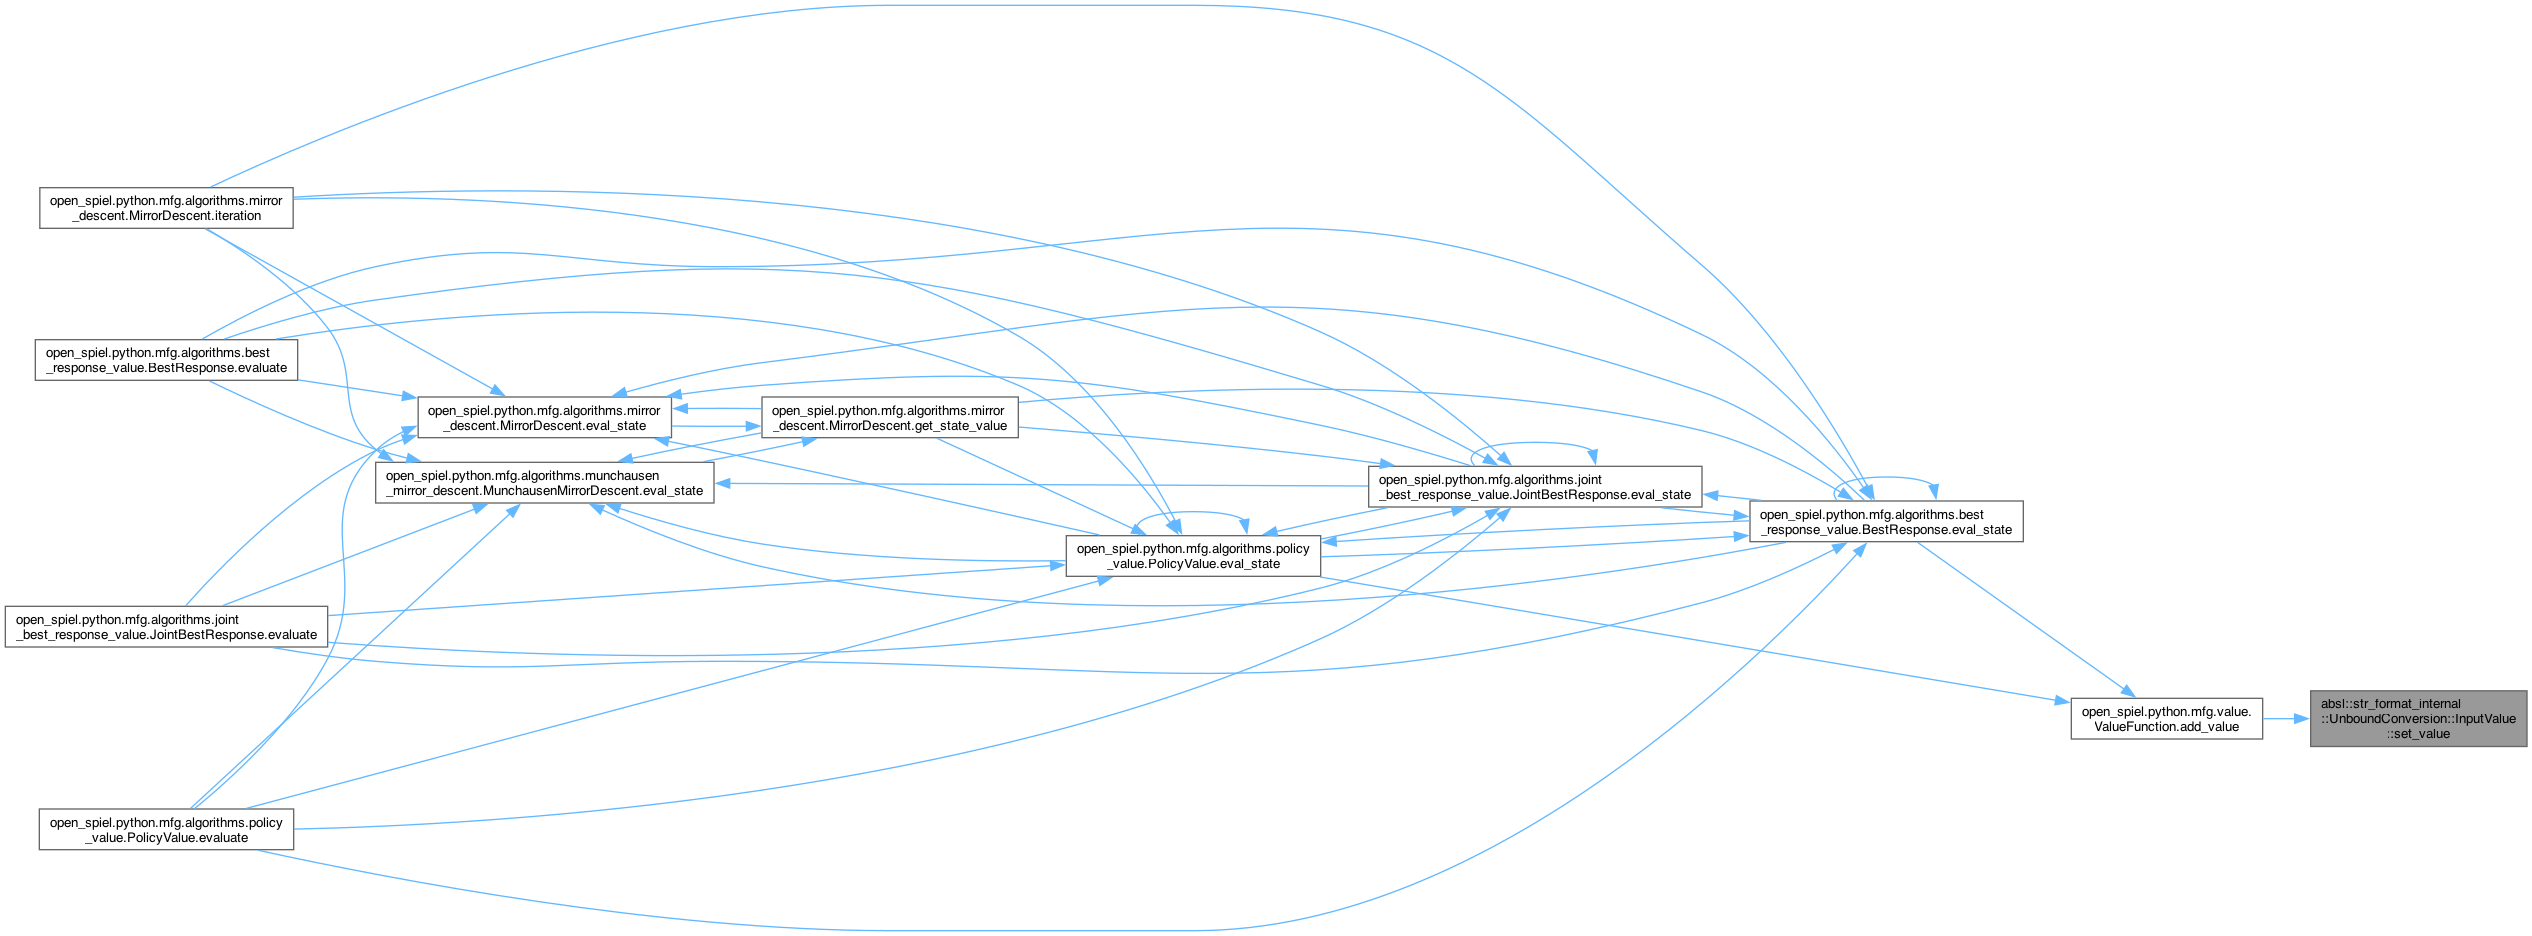 open_spiel.python.mfg.algorithms.mirror
_descent.MirrorDescent.iteration
open_spiel.python.mfg.algorithms.best
_response_value.BestResponse.evaluate
open_spiel.python.mfg.algorithms.mirror
_descent.MirrorDescent.eval_state
open_spiel.python.mfg.algorithms.mirror
_descent.MirrorDescent.get_state_value
open_spiel.python.mfg.algorithms.munchausen
_mirror_descent.MunchausenMirrorDescent.eval_state
open_spiel.python.mfg.algorithms.joint
_best_response_value.JointBestResponse.eval_state
open_spiel.python.mfg.algorithms.best
_response_value.BestResponse.eval_state
open_spiel.python.mfg.algorithms.policy
_value.PolicyValue.eval_state
open_spiel.python.mfg.algorithms.joint
_best_response_value.JointBestResponse.evaluate
open_spiel.python.mfg.value.
ValueFunction.add_value
absl::str_format_internal
::UnboundConversion::InputValue
::set_value
open_spiel.python.mfg.algorithms.policy
_value.PolicyValue.evaluate